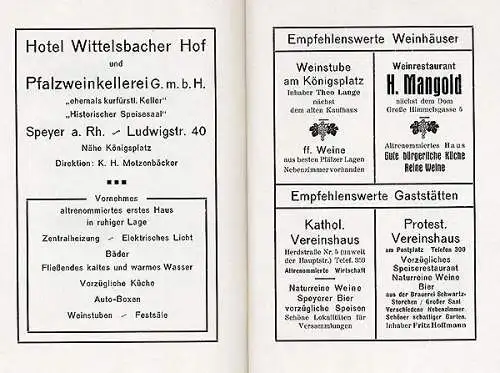 Hotel Wittelsbacher Hof
und
Pfalzweinkellerei G. m. b. H.
„ehemals kurfürstl. Keller“
„Historischer Speisesaal“
Speyer a. Rh. ~ Ludwigstr. 40
Nähe Königsplatz
Direktion: K. H. Motzenbäcker
Vornehmes
altrenommiertes erstes Haus
in ruhiger Lage
Zentralheizung ~ Elektrisches Licht
Bäder
Fließendes kaltes und warmes Wasser
Vorzügliche Küche
Auto-Boxen
Weinstuben ~ Festsäle
Empfehlenswerte Weinhäuser
Weinstube
am Königsplatz
Inhaber Theo Lange
nächst
dem alten Kaufhaus
ff. Weine
aus besten Pfälzer Lagen
Nebenzimmer vorhanden
Weinrestaurant
H. Mangold
nächst dem Dom
Große Himmelsgasse 6
Altrenommiertes Haus
Gute bürgerliche Küche
Reine Weine
Empfehlenswerte Gaststätten
Kathol.
Vereinshaus
Herdstraße Nr. 5 (unweit
der Hauptstr.) Telef. 359
Altrenommierte Wirtschaft
Naturreine Weine
Speyerer Bier
vorzügliche Speisen
Schöne Lokalitäten für
Versammlungen
Protest.
Vereinshaus
am Postplatz Telefon 300
Vorzügliches
Speiserestaurant
Naturreine Weine
Bier
aus der Brauerei Schwartz-
Storchen / Großer Saal
Verschiedene Nebenzimmer.
Schöner schattiger Garten.
Inhaber Fritz Hoffmann